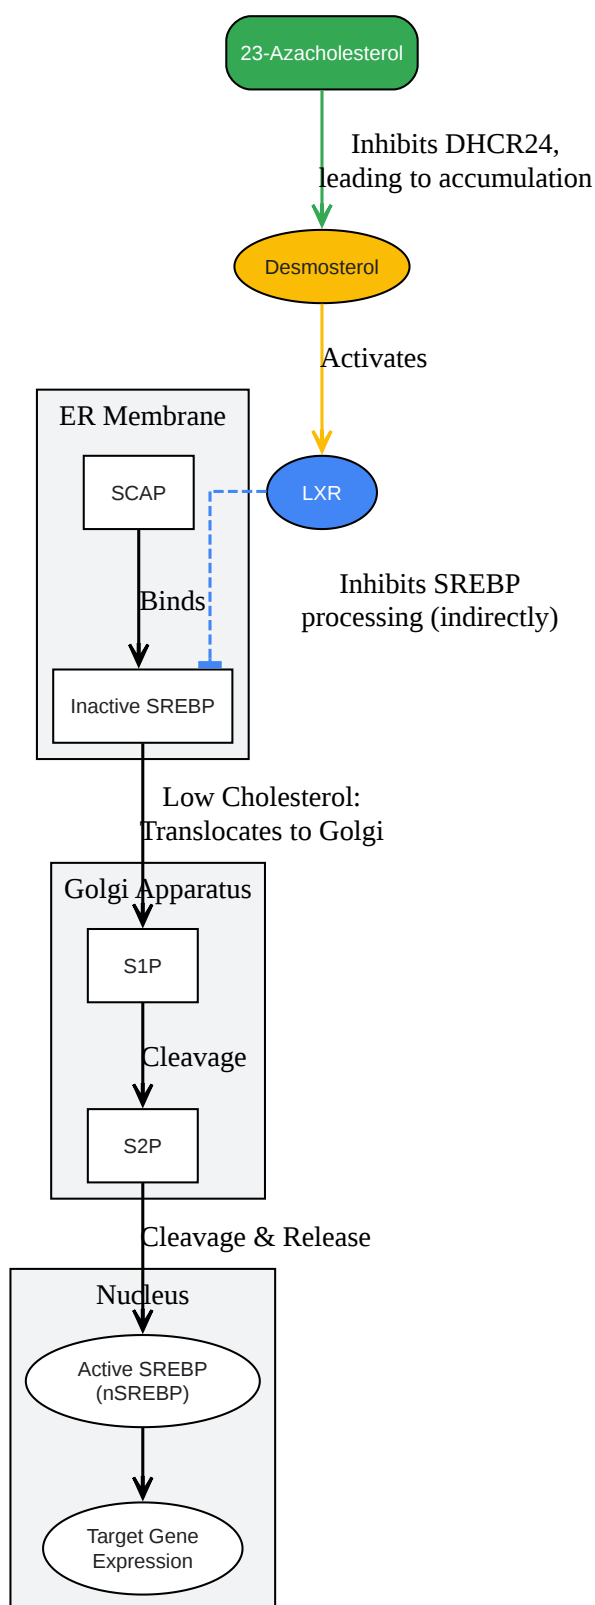 23-Azacholesterol
Inhibits DHCR24,
leading to accumulation
Desmosterol
Activates
ER Membrane
SCAP
LXR
Binds
Inhibits SREBP
processing (indirectly)
Inactive SREBP
Low Cholesterol:
Translocates to Golgi
Golgi Apparatus
S1P
Cleavage
S2P
Cleavage & Release
Nucleus
Active SREBP
(nSREBP)
Target Gene
Expression